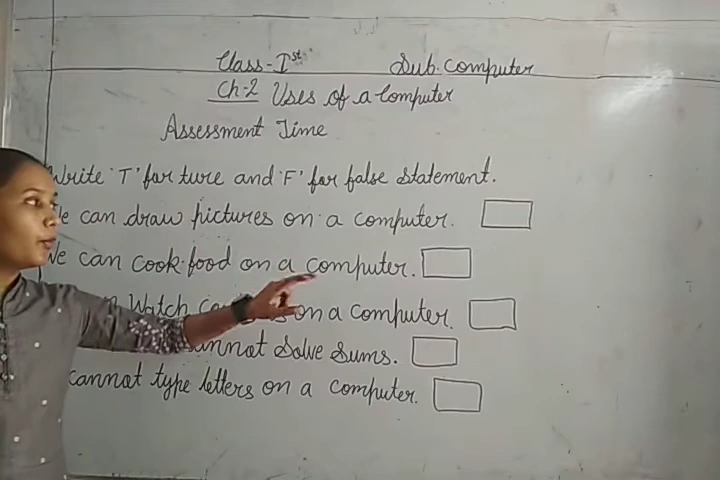 Class-Ist Sub. Computer
Ch-2 Uses of a Computer
Assessment Time
Write 'T' for ture and 'F' for false statement.
We can draw pictures on a computer.
We can cook food on a computer.
Watch on a computer.
cannot Solve Sums.
cannot type letters on a computer.